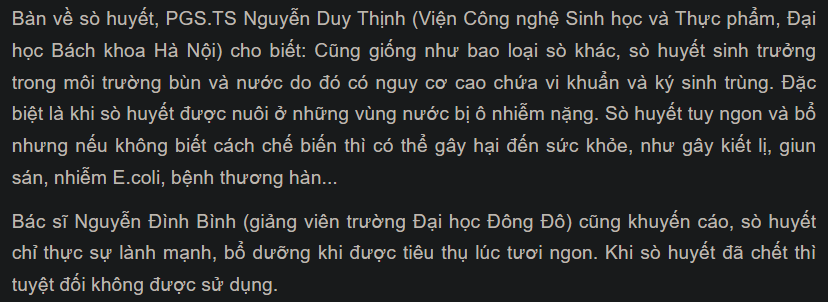 Bàn về sò huyết, PGS.TS Nguyễn Duy Thịnh (Viện Công nghệ Sinh học và Thực phẩm, Đại
học Bách khoa Hà Nội) cho biết: Cũng giống như bao loại sò khác, sò huyết sinh trưởng
trong môi trường bùn và nước do đó có nguy cơ cao chứa vi khuẩn và ký sinh trùng. Đặc
biệt là khi sò huyết được nuôi ở những vùng nước bị ô nhiễm nặng. Sò huyết tuy ngon và bổ
nhưng nếu không biết cách chế biến thì có thể gây hại đến sức khỏe, như gây kiết lị, giun
sán, nhiễm E.coli, bệnh thương hàn...
Bác sĩ Nguyễn Đình Bình (giảng viên trường Đại học Đông Đô) cũng khuyến cáo, sò huyết
chỉ thực sự lành mạnh, bổ dưỡng khi được tiêu thụ lúc tươi ngon. Khi sò huyết đã chết thì
tuyệt đối không được sử dụng.